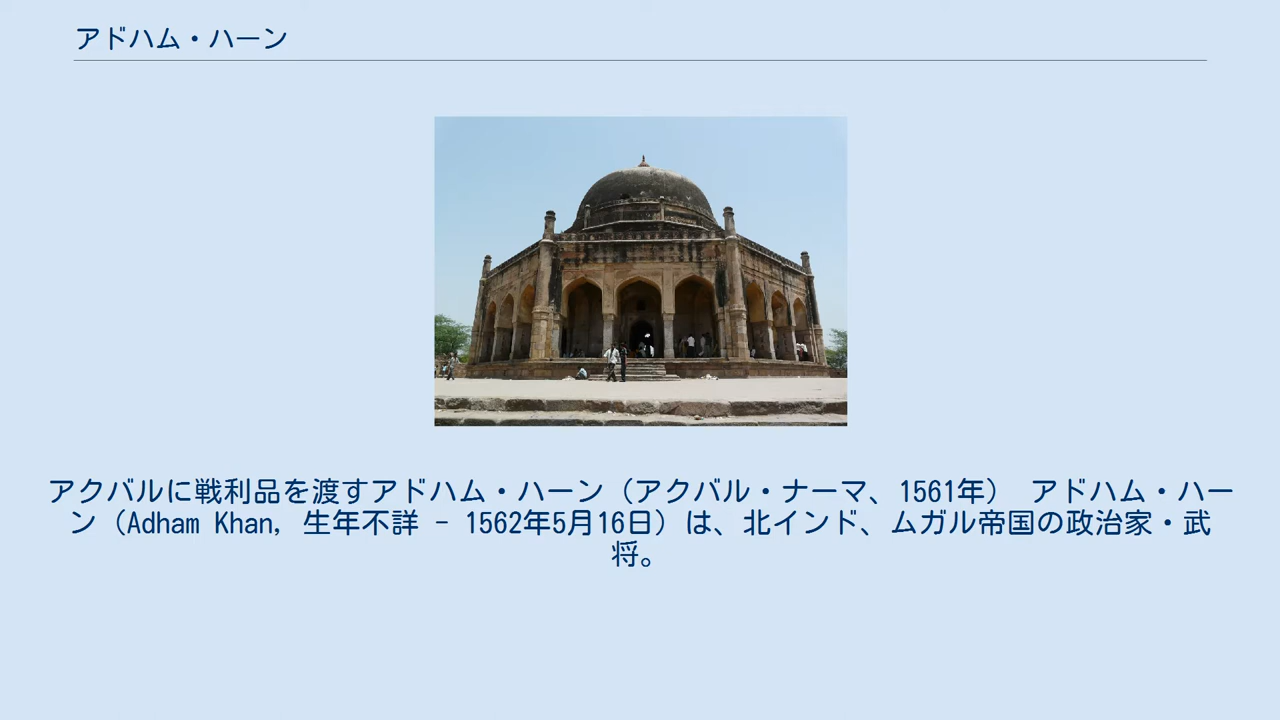 アドハム・ハーン
アクバルに戦利品を渡すアドハム・ハーン（アクバル・ナーマ、1561年） アドハム・ハー
ン（Adham Khan, 生年不詳 - 1562年5月16日）は、北インド、ムガル帝国の政治家・武
将。